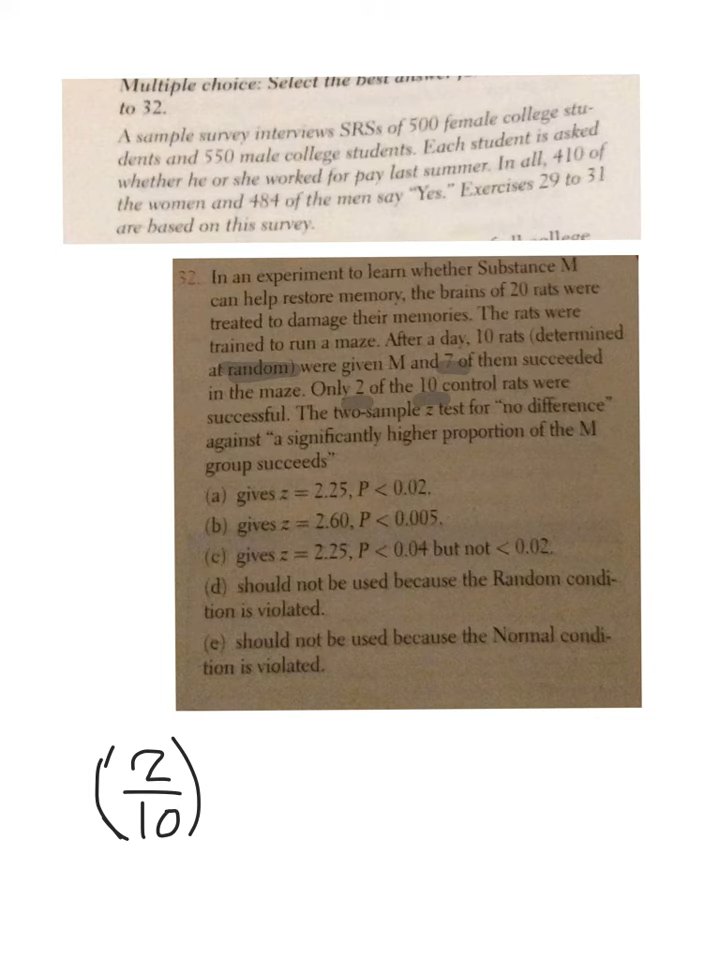 Multiple choice: Select the best
to 32.
A sample survey interviews SRSs of 500 female college stu-
dents and 550 male college students. Each student is asked
whether he or she worked for pay last summer. In all, 410 of
the women and 484 of the men say “Yes.” Exercises 29 to 31
are based on this survey.
32. In an experiment to learn whether Substance M
can help restore memory, the brains of 20 rats were
treated to damage their memories. The rats were
trained to run a maze. After a day, 10 rats (determined
at random) were given M and 7 of them succeeded
in the maze. Only 2 of the 10 control rats were
successful. The two-sample z test for “no difference”
against “a significantly higher proportion of the M
group succeeds”
(a) gives z = 2.25, P < 0.02.
(b) gives z = 2.60, P < 0.005.
(c) gives z = 2.25, P < 0.04 but not < 0.02.
(d) should not be used because the Random condi-
tion is violated.
(e) should not be used because the Normal condi-
tion is violated.
(2/10)